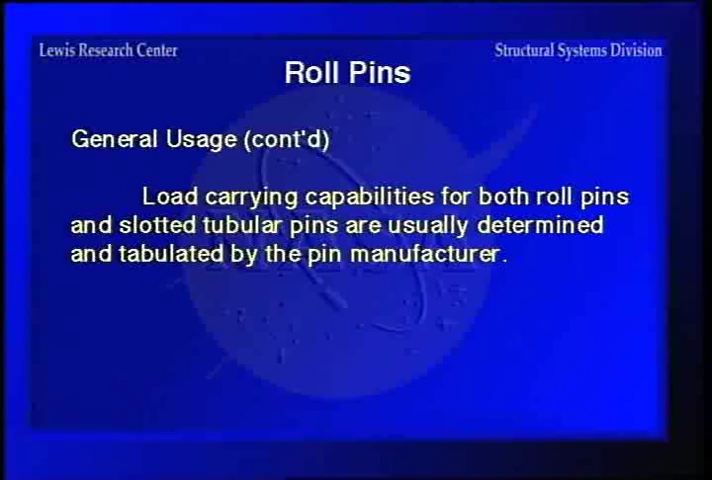 Lewis Research Center
Structural Systems Division
Roll Pins
General Usage (cont'd)
Load carrying capabilities for both roll pins
and slotted tubular pins are usually determined
and tabulated by the pin manufacturer.